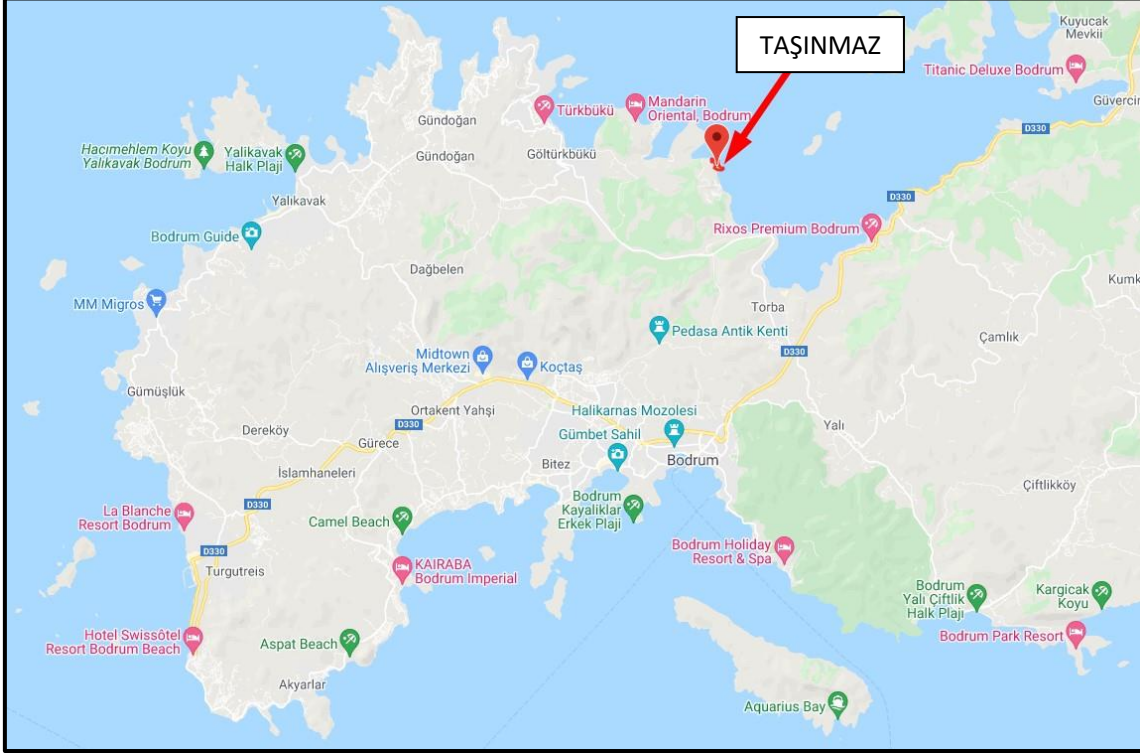 TAŞINMAZ
Kuyucak
Mevkii
Titanic Deluxe Bodrum
Güvercin
D330
Türkbükü
Mandarin
Oriental, Bodrum
Gündoğan
Hacımehlem Koyu
Yalıkavak Bodrum
Yalıkavak
Halk Plaji
Gündoğan
Göltürkbükü
Yalıkavak
D330
Bodrum Guide
Rixos Premium Bodrum
Dağbelen
Kumk
MM Migros
Torba
Pedasa Antik Kenti
Çamlık
Midtown
Alışveriş Merkezi
Koçtaş
D330
Gümüşlük
Ortakent Yahşi
Halikarnas Mozolesi
D330
Dereköy
Gürece
Gümbet Sahil
Yalı
Bitez
Bodrum
İslamhaneleri
Çiftlikköy
D330
La Blanche
Resort Bodrum
Camel Beach
Bodrum
Kayalıklar
Erkek Plaji
D330
Turgutreis
KAIRABA
Bodrum Imperial
Bodrum Holiday
Resort & Spa
Bodrum
Yalı Çiftlik
Halk Plajı
Kargicak
Koyu
Hotel Swissôtel
Resort Bodrum Beach
Aspat Beach
Bodrum Park Resort
Akyarlar
Aquarius Bay